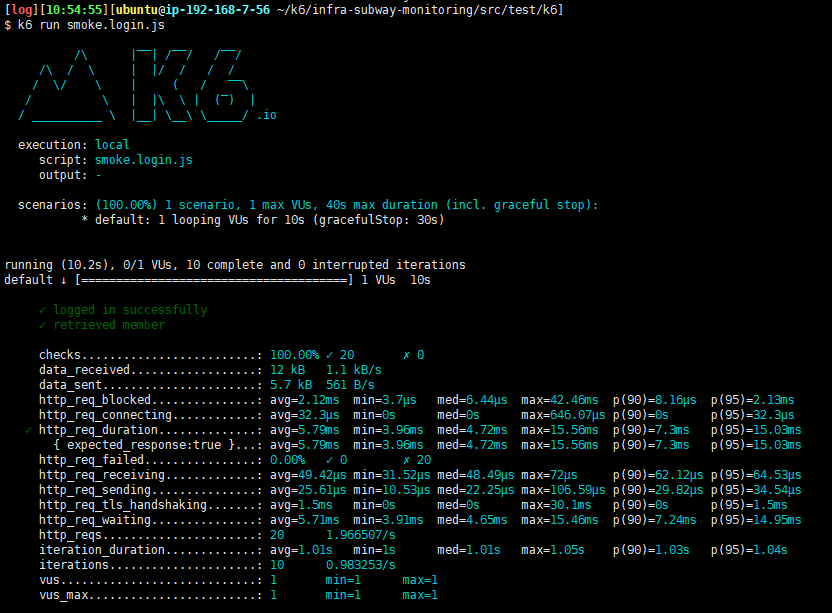 [log][10:54:55][ubuntu@ip-192-168-7-56 ~/k6/infra-subway-monitoring/src/test/k6]
$ k6 run smoke.login.js
          /\      |‾‾| /‾‾/   /‾‾/
     /\  /  \     |  |/  /   /  /
    /  \/    \    |     (   /   ‾‾\
   /          \   |  |\  \ |  (‾)  |
  / __________ \  |__| \__\ \_____/ .io
  execution: local
     script: smoke.login.js
     output: -
  scenarios: (100.00%) 1 scenario, 1 max VUs, 40s max duration (incl. graceful stop):
           * default: 1 looping VUs for 10s (gracefulStop: 30s)
running (10.2s), 0/1 VUs, 10 complete and 0 interrupted iterations
default ↓ [======================================] 1 VUs  10s
     ✓ logged in successfully
     ✓ retrieved member
     checks.........................: 100.00% ✓ 20       ✗ 0
     data_received..................: 12 kB   1.1 kB/s
     data_sent......................: 5.7 kB  561 B/s
     http_req_blocked...............: avg=2.12ms  min=3.7µs   med=6.44µs  max=42.46ms  p(90)=8.16µs  p(95)=2.13ms
     http_req_connecting............: avg=32.3µs  min=0s      med=0s      max=646.07µs p(90)=0s      p(95)=32.3µs
   ✓ http_req_duration..............: avg=5.79ms  min=3.96ms  med=4.72ms  max=15.56ms  p(90)=7.3ms   p(95)=15.03ms
       { expected_response:true }...: avg=5.79ms  min=3.96ms  med=4.72ms  max=15.56ms  p(90)=7.3ms   p(95)=15.03ms
     http_req_failed................: 0.00%   ✓ 0        ✗ 20
     http_req_receiving.............: avg=49.42µs min=31.52µs med=48.49µs max=72µs     p(90)=62.12µs p(95)=64.53µs
     http_req_sending...............: avg=25.61µs min=10.53µs med=22.25µs max=106.59µs p(90)=29.82µs p(95)=34.54µs
     http_req_tls_handshaking.......: avg=1.5ms   min=0s      med=0s      max=30.1ms   p(90)=0s      p(95)=1.5ms
     http_req_waiting...............: avg=5.71ms  min=3.91ms  med=4.65ms  max=15.46ms  p(90)=7.24ms  p(95)=14.95ms
     http_reqs......................: 20      1.966507/s
     iteration_duration.............: avg=1.01s   min=1s      med=1.01s   max=1.05s    p(90)=1.03s   p(95)=1.04s
     iterations.....................: 10      0.983253/s
     vus............................: 1       min=1      max=1
     vus_max........................: 1       min=1      max=1